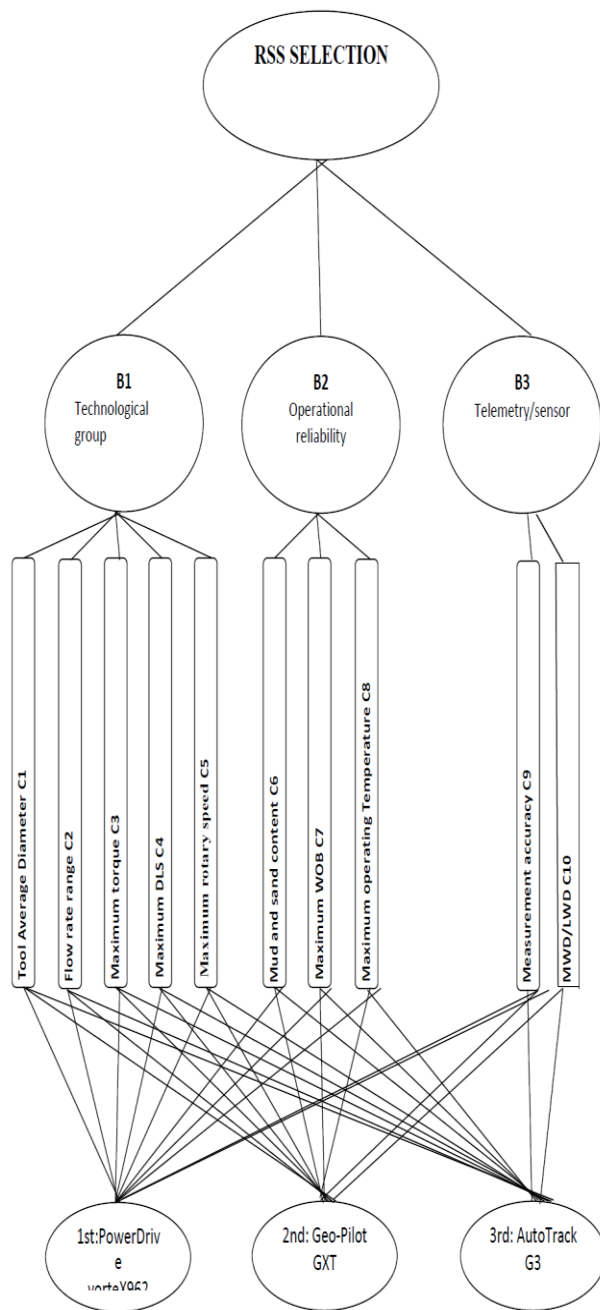 RSS SELECTION
B1
Technological
group
B2
Operational
reliability
B3
Telemetry/sensor
Tool Average Diameter C1
Flow rate range C2
Maximum torque C3
Maximum DLS C4
Maximum rotary speed C5
Mud and sand content C6
Maximum WOB C7
Maximum operating Temperature C8
Measurement accuracy C9
MWD/LWD C10
1st:PowerDriv
e
vorteX962
2nd: Geo-Pilot
GXT
3rd: AutoTrack
G3